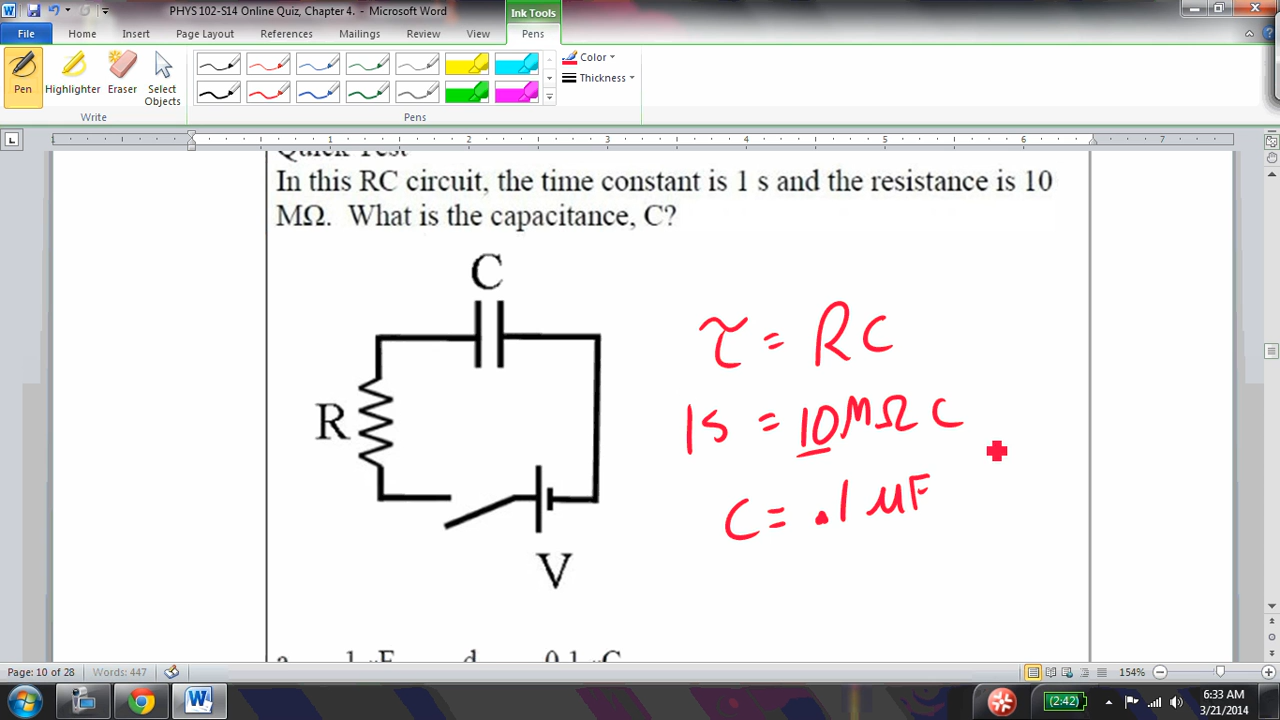 PHYS 102-S14 Online Quiz, Chapter 4. - Microsoft Word
Ink Tools
File Home Insert Page Layout References Mailings Review View Pens
Pen
Highlighter
Eraser
Select Objects
Color
Thickness
Write
Pens
1 2 3 4 5 6 7
Quick Test
In this RC circuit, the time constant is 1 s and the resistance is 10
MΩ. What is the capacitance, C?
C
τ = RC
R
1s = 10MΩ C
C = .1 μF
V
Page: 10 of 28
Words: 447
154%
(2:42)
6:33 AM
3/21/2014